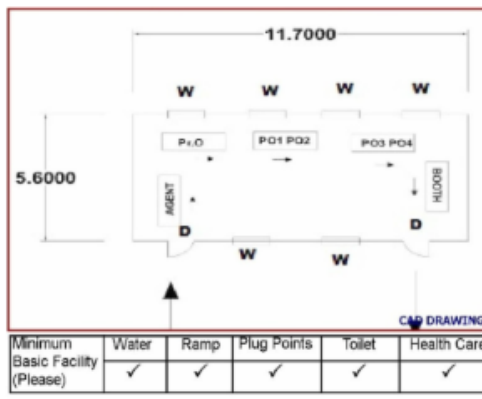 11.7000
W W W W
Pr.O PO1 PO2 PO3 PO4
5.6000
AGENT BOOTH
D D
W W
CAD DRAWING
Minimum Basic Facility (Please) Water Ramp Plug Points Toilet Health Care
✓ ✓ ✓ ✓ ✓